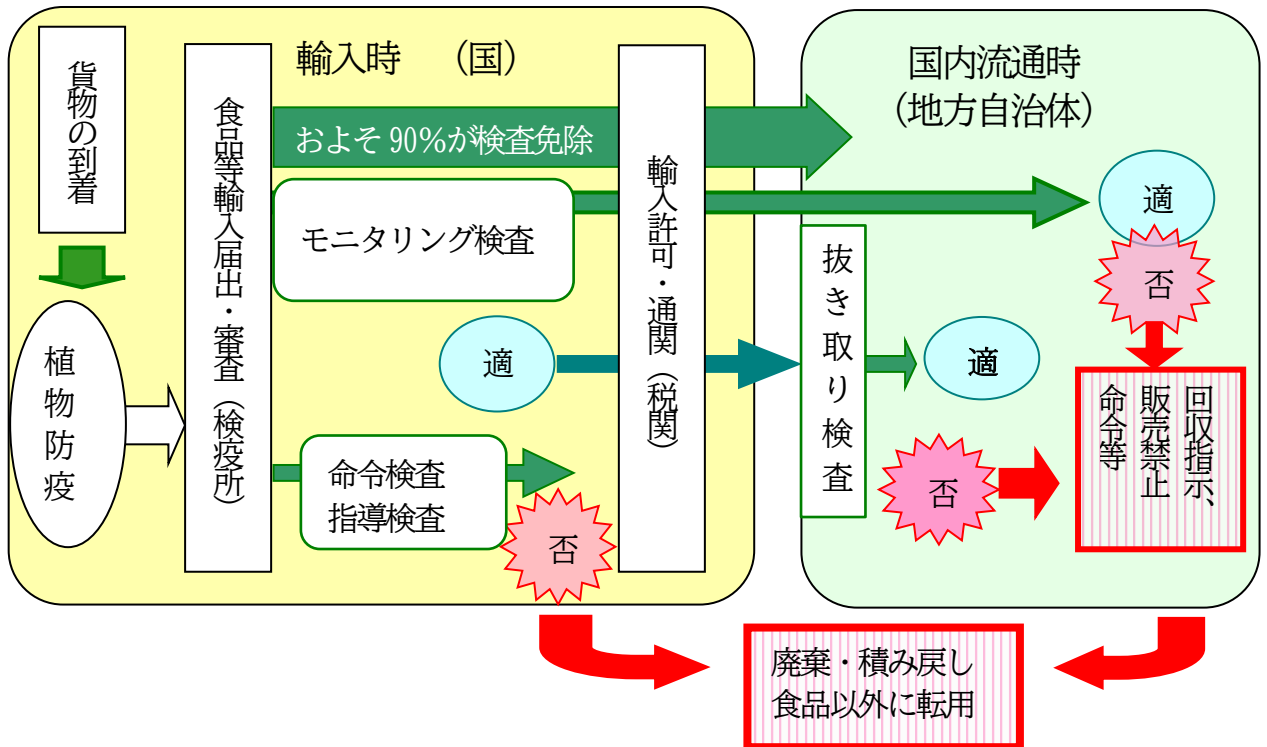 輸入時 (国)
国内流通時
(地方自治体)
貨物の到着
植物防疫
食品等輸入届出・審査(検疫所)
およそ90%が検査免除
モニタリング検査
適
命令検査
指導検査
否
輸入許可・通関(税関)
抜き取り検査
適
否
適
否
回収指示、
販売禁止
命令等
廃棄・積み戻し
食品以外に転用